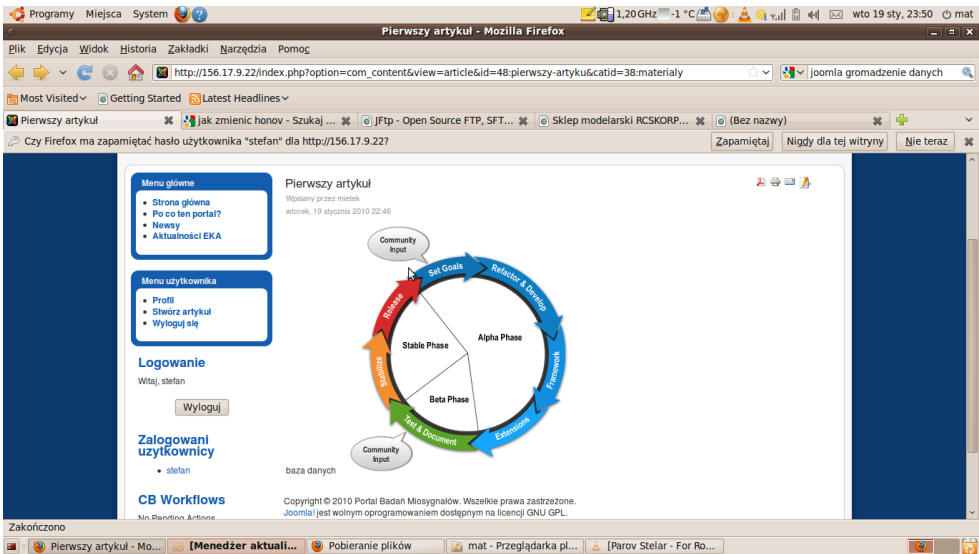 Programy Miejsca System 1,20 GHz -1 °C wto 19 sty, 23:50 mat
Pierwszy artykuł - Mozilla Firefox
Plik Edycja Widok Historia Zakładki Narzędzia Pomoc
http://156.17.9.22/index.php?option=com_content&view=article&id=48:pierwszy-artyku&catid=38:materialy joomla gromadzenie danych
Most Visited Getting Started Latest Headlines
Pierwszy artykuł jak zmienic honov - Szukaj ... JFtp - Open Source FTP, SFT... Sklep modelarski RCSKORP... (Bez nazwy)
Czy Firefox ma zapamiętać hasło użytkownika "stefan" dla http://156.17.9.22? Zapamiętaj Nigdy dla tej witryny Nie teraz
Menu główne
Strona główna
Po co ten portal?
Newsy
Aktualności EKA
Menu użytkownika
Profil
Stwórz artykuł
Wyloguj się
Logowanie
Witaj, stefan
Wyloguj
Zalogowani
uzytkownicy
stefan
CB Workflows
No Pending Actions
Pierwszy artykuł
Wpisany przez mietek
wtorek, 19 stycznia 2010 22:46
Community
Input
Set Goals
Refactor & Develop
Framework
Extensions
Test & Document
Stabilize
Release
Stable Phase
Alpha Phase
Beta Phase
Community
Input
baza danych
Copyright © 2010 Portal Badań Miosygnałów. Wszelkie prawa zastrzeżone.
Joomla! jest wolnym oprogramowaniem dostępnym na licencji GNU GPL.
Zakończono
Pierwszy artykuł - Mo... [Menedżer aktuali... Pobieranie plików mat - Przeglądarka pl... [Parov Stelar - For Ro...